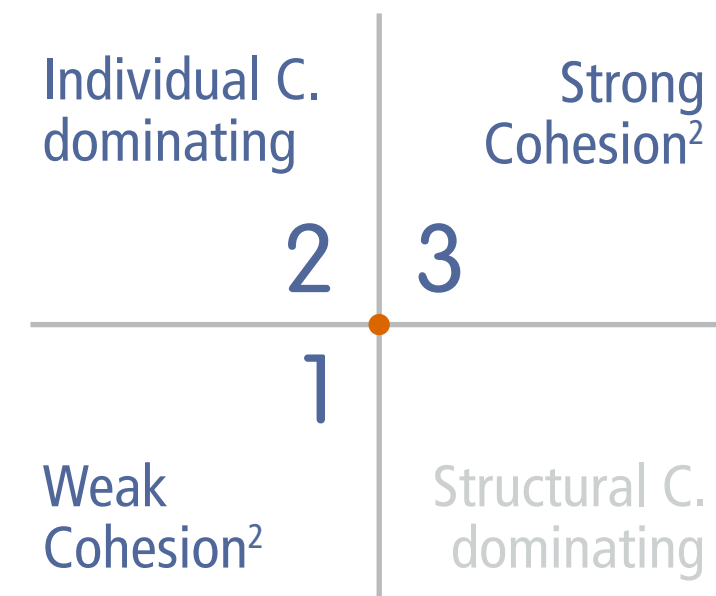 Individual C.
dominating
Strong
Cohesion²
2
3
1
Weak
Cohesion²
Structural C.
dominating